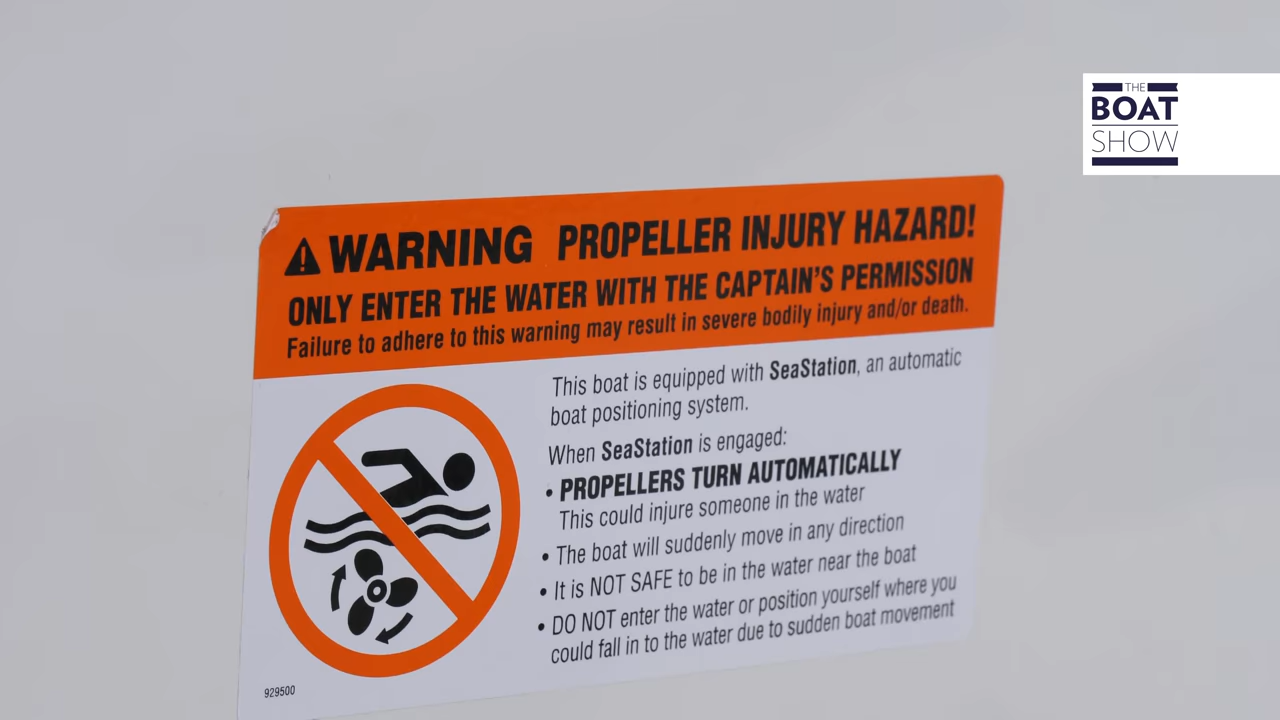 THE
BOAT
SHOW
WARNING PROPELLER INJURY HAZARD!
ONLY ENTER THE WATER WITH THE CAPTAIN'S PERMISSION
Failure to adhere to this warning may result in severe bodily injury and/or death.
This boat is equipped with SeaStation, an automatic
boat positioning system.
When SeaStation is engaged:
• PROPELLERS TURN AUTOMATICALLY
This could injure someone in the water
• The boat will suddenly move in any direction
• It is NOT SAFE to be in the water near the boat
• DO NOT enter the water or position yourself where you
could fall in to the water due to sudden boat movement
929500